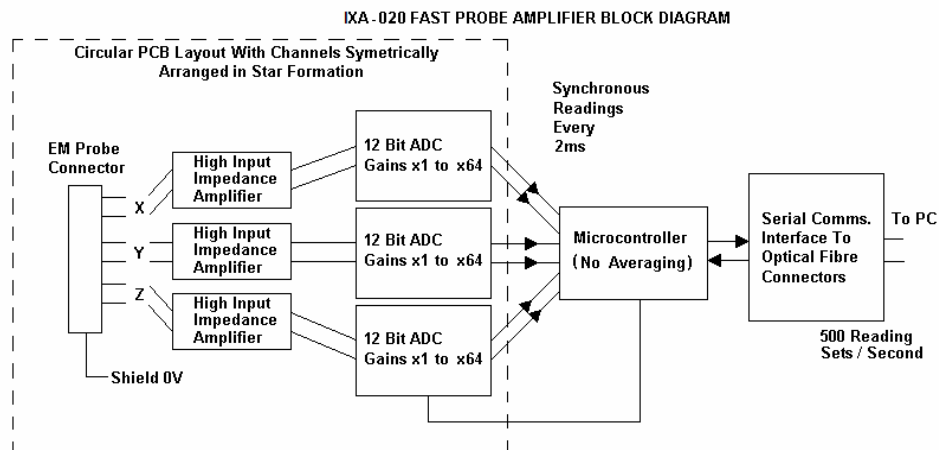 IXA-020 FAST PROBE AMPLIFIER BLOCK DIAGRAM
Circular PCB Layout With Channels Symetrically
Arranged in Star Formation
EM Probe
Connector
X
Y
Z
Shield 0V
High Input
Impedance
Amplifier
High Input
Impedance
Amplifier
High Input
Impedance
Amplifier
12 Bit ADC
Gains x1 to x64
12 Bit ADC
Gains x1 to x64
12 Bit ADC
Gains x1 to x64
Synchronous
Readings
Every
2ms
Microcontroller
(No Averaging)
Serial Comms.
Interface To
Optical Fibre
Connectors
To PC
500 Reading
Sets / Second